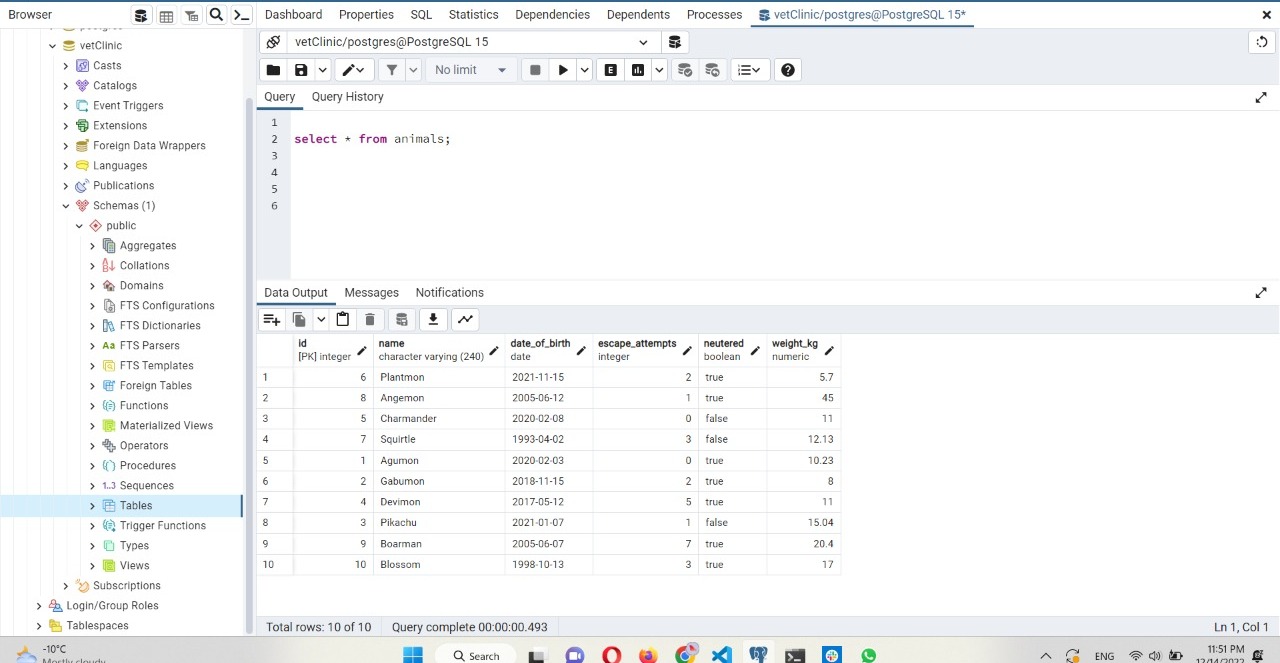 Browser
Dashboard Properties SQL Statistics Dependencies Dependents Processes vetClinic/postgres@PostgreSQL 15*
vetClinic/postgres@PostgreSQL 15
No limit
Query Query History
postgres
vetClinic
Casts
Catalogs
Event Triggers
Extensions
Foreign Data Wrappers
Languages
Publications
Schemas (1)
public
Aggregates
Collations
Domains
FTS Configurations
FTS Dictionaries
FTS Parsers
FTS Templates
Foreign Tables
Functions
Materialized Views
Operators
Procedures
1..3 Sequences
Tables
Trigger Functions
Types
Views
Subscriptions
Login/Group Roles
Tablespaces
1
2 select * from animals;
3
4
5
6
Data Output Messages Notifications
id name date_of_birth escape_attempts neutered weight_kg
[PK] integer character varying (240) date integer boolean numeric
1 6 Plantmon 2021-11-15 2 true 5.7
2 8 Angemon 2005-06-12 1 true 45
3 5 Charmander 2020-02-08 0 false 11
4 7 Squirtle 1993-04-02 3 false 12.13
5 1 Agumon 2020-02-03 0 true 10.23
6 2 Gabumon 2018-11-15 2 true 8
7 4 Devimon 2017-05-12 5 true 11
8 3 Pikachu 2021-01-07 1 false 15.04
9 9 Boarman 2005-06-07 7 true 20.4
10 10 Blossom 1998-10-13 3 true 17
Total rows: 10 of 10 Query complete 00:00:00.493 Ln 1, Col 1
-10°C
Mostly cloudy
Search
ENG
11:51 PM
12/14/2022